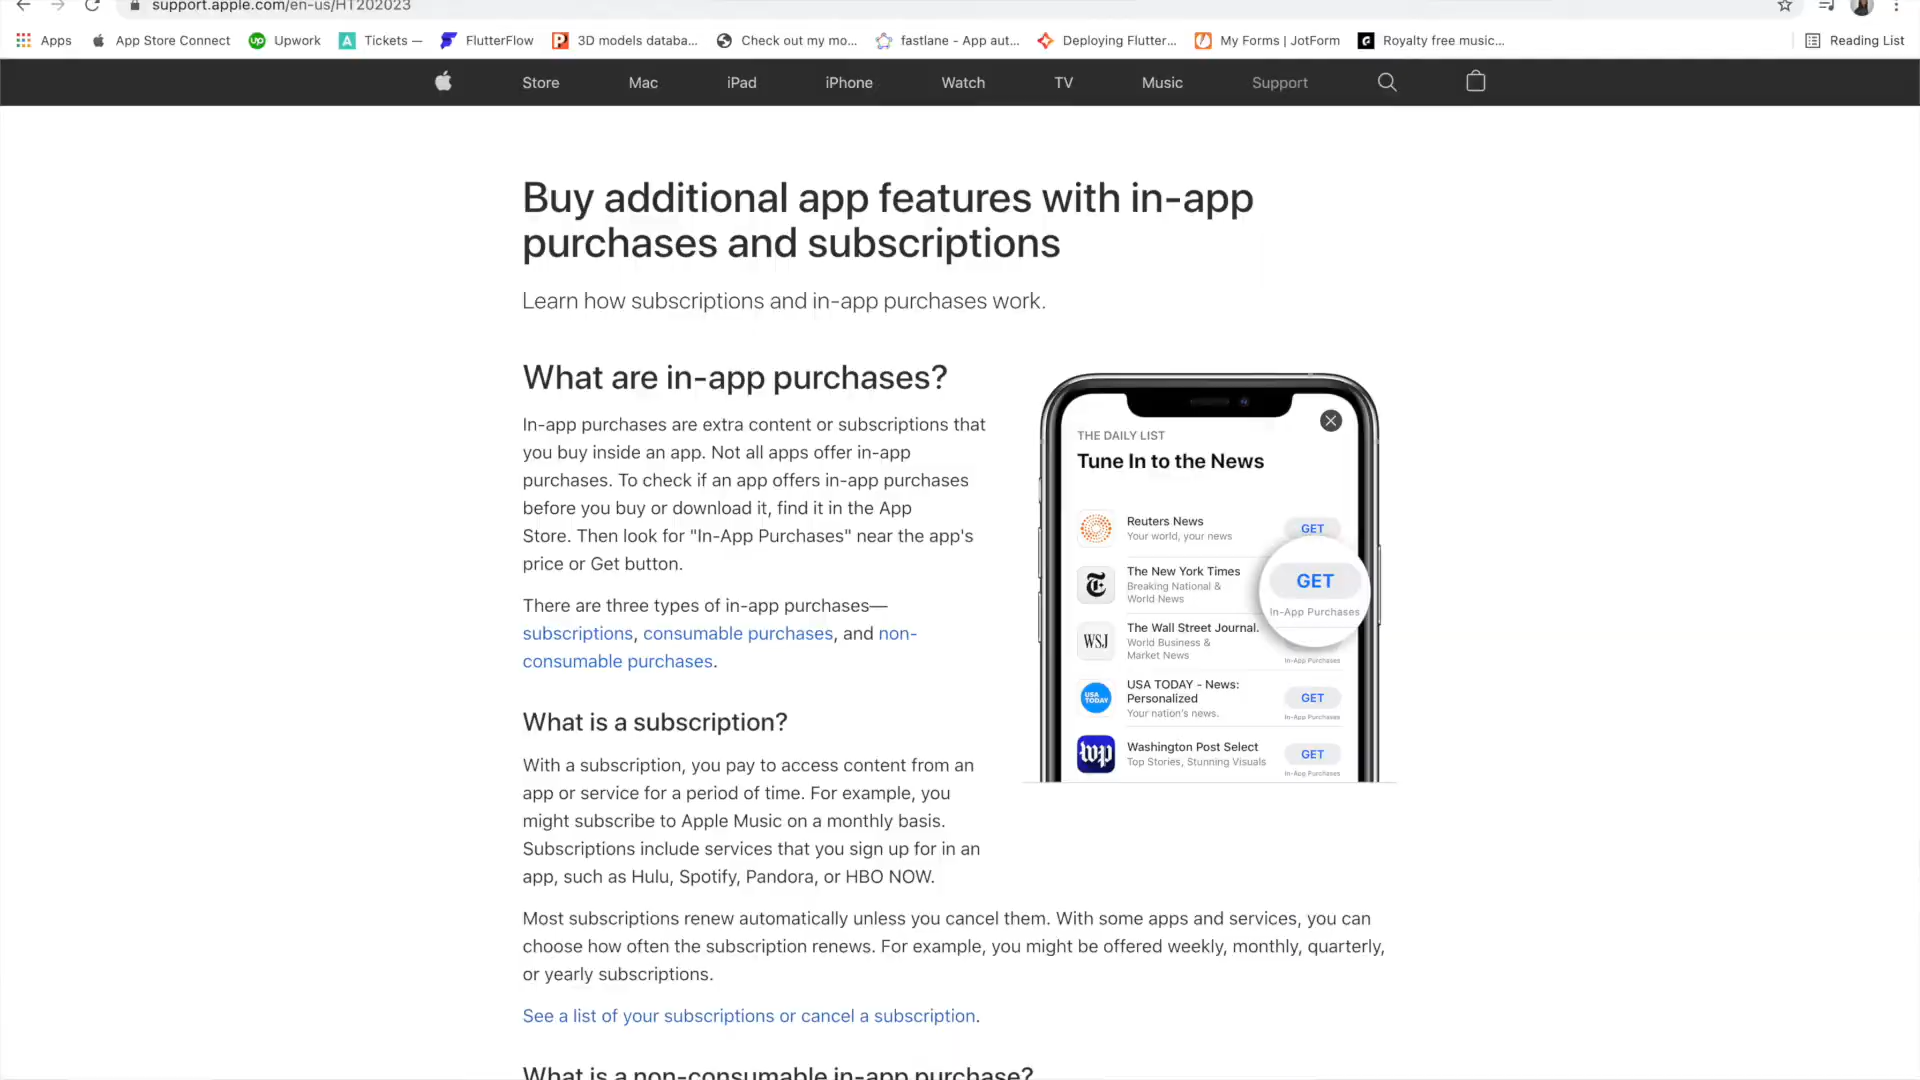 support.apple.com/en-us/HT202023
Apps App Store Connect Upwork Tickets — FlutterFlow 3D models databa... Check out my mo... fastlane - App aut... Deploying Flutter... My Forms | JotForm Royalty free music... Reading List
Store Mac iPad iPhone Watch TV Music Support
Buy additional app features with in-app
purchases and subscriptions
Learn how subscriptions and in-app purchases work.
What are in-app purchases?
In-app purchases are extra content or subscriptions that
you buy inside an app. Not all apps offer in-app
purchases. To check if an app offers in-app purchases
before you buy or download it, find it in the App
Store. Then look for "In-App Purchases" near the app's
price or Get button.
There are three types of in-app purchases—
subscriptions, consumable purchases, and non-
consumable purchases.
THE DAILY LIST
Tune In to the News
Reuters News
Your world, your news
GET
The New York Times
Breaking National &
World News
GET
In-App Purchases
WSJ
The Wall Street Journal.
World Business &
Market News
In-App Purchases
USA TODAY
USA TODAY - News:
Personalized
Your nation's news.
GET
In-App Purchases
wp
Washington Post Select
Top Stories, Stunning Visuals
GET
In-App Purchases
What is a subscription?
With a subscription, you pay to access content from an
app or service for a period of time. For example, you
might subscribe to Apple Music on a monthly basis.
Subscriptions include services that you sign up for in an
app, such as Hulu, Spotify, Pandora, or HBO NOW.
Most subscriptions renew automatically unless you cancel them. With some apps and services, you can
choose how often the subscription renews. For example, you might be offered weekly, monthly, quarterly,
or yearly subscriptions.
See a list of your subscriptions or cancel a subscription.
What is a non-consumable in-app purchase?